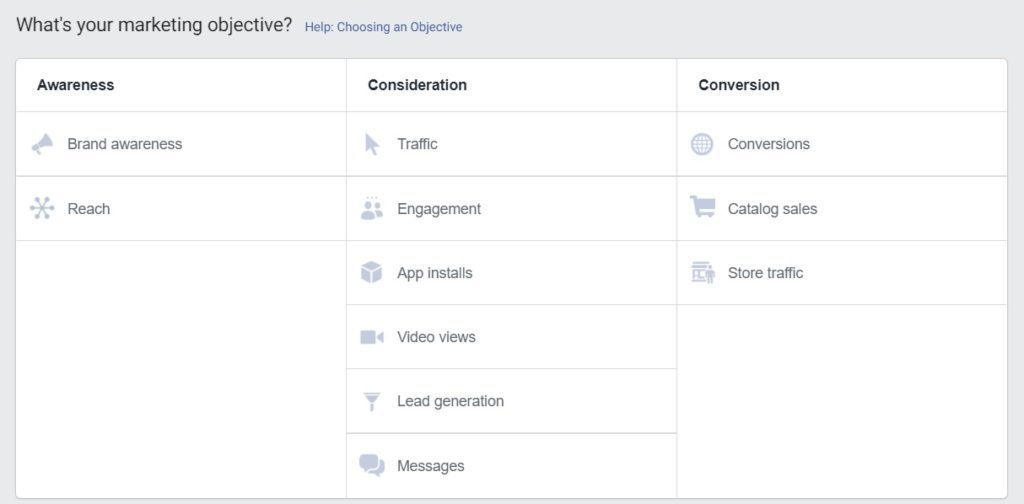 What's your marketing objective? Help: Choosing an Objective
Awareness
Consideration
Conversion
Brand awareness
Traffic
Conversions
Reach
Engagement
Catalog sales
App installs
Store traffic
Video views
Lead generation
Messages